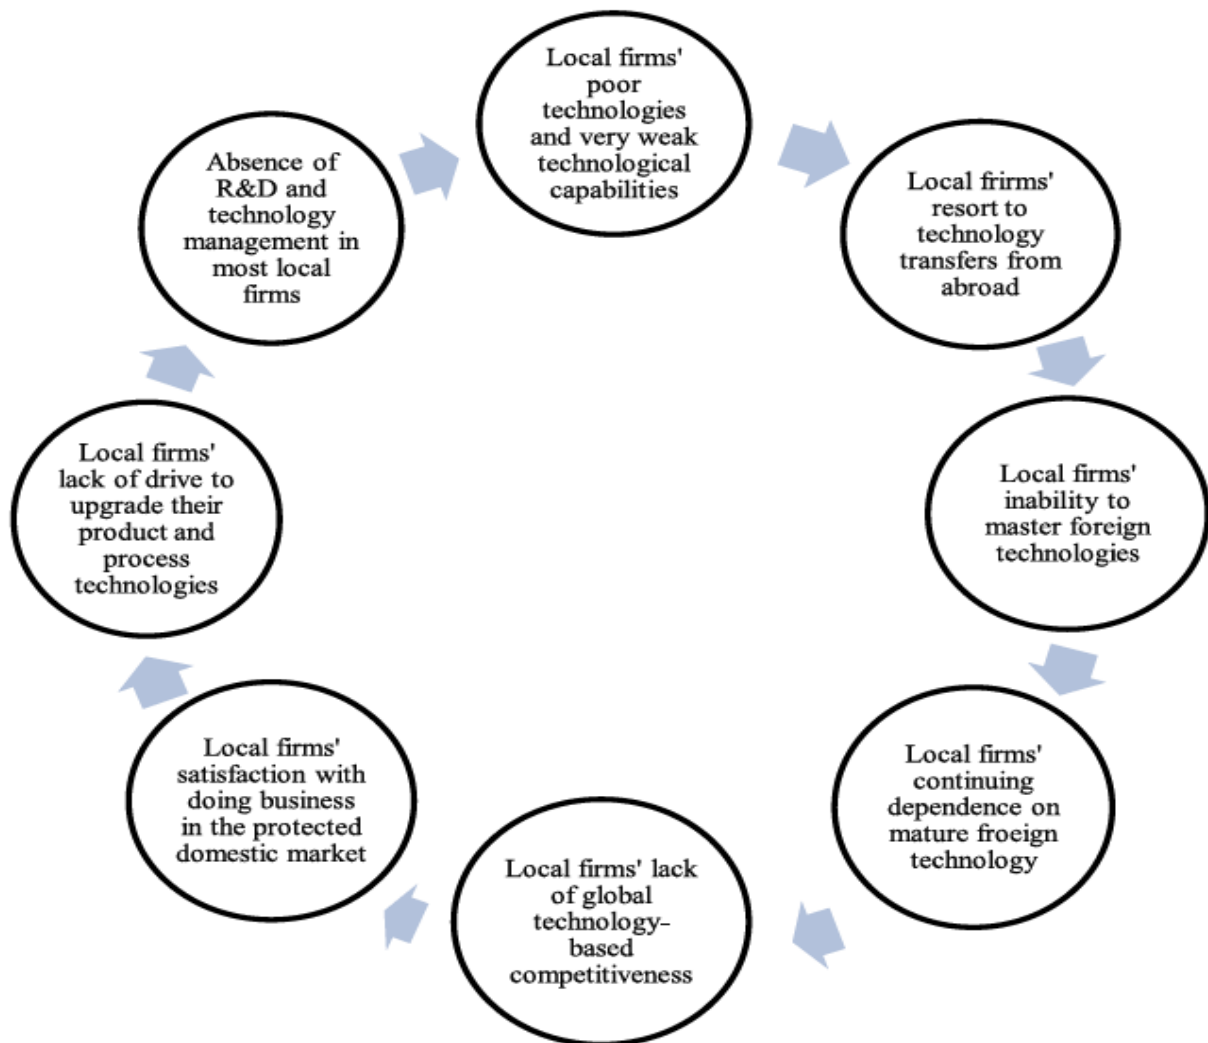 Local firms'
poor
technologies
and very weak
technological
capabilities
Local frirms'
resort to
technology
transfers from
abroad
Local firms'
inability to
master foreign
technologies
Local firms'
continuing
dependence on
mature froeign
technology
Local firms' lack
of global
technology-
based
competitiveness
Local firms'
satisfaction with
doing business
in the protected
domestic market
Local firms'
lack of drive to
upgrade their
product and
process
technologies
Absence of
R&D and
technology
management in
most local
firms